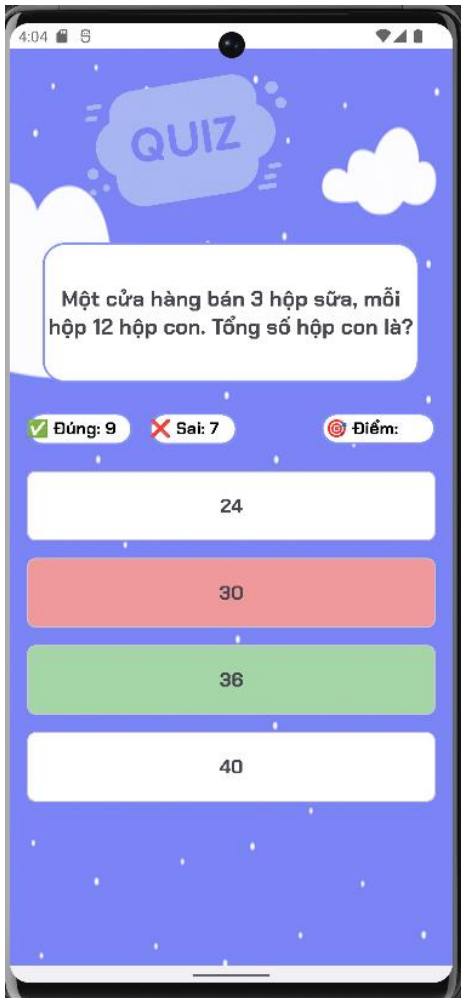 4:04
QUIZ
Một cửa hàng bán 3 hộp sữa, mỗi
hộp 12 hộp con. Tổng số hộp con là?
✅ Đúng: 9 ❌ Sai: 7 🎯 Điểm:
24
30
36
40